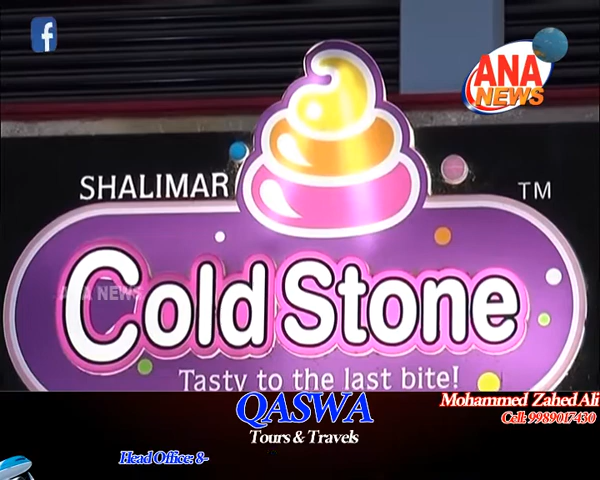 f
ANA
NEWS
SHALIMAR
TM
Cold Stone
ANA NEWS
Tasty to the last bite!
QASWA
Tours & Travels
Mohammed Zahed Ali
Cell: 9989017430
Head Office: 8-